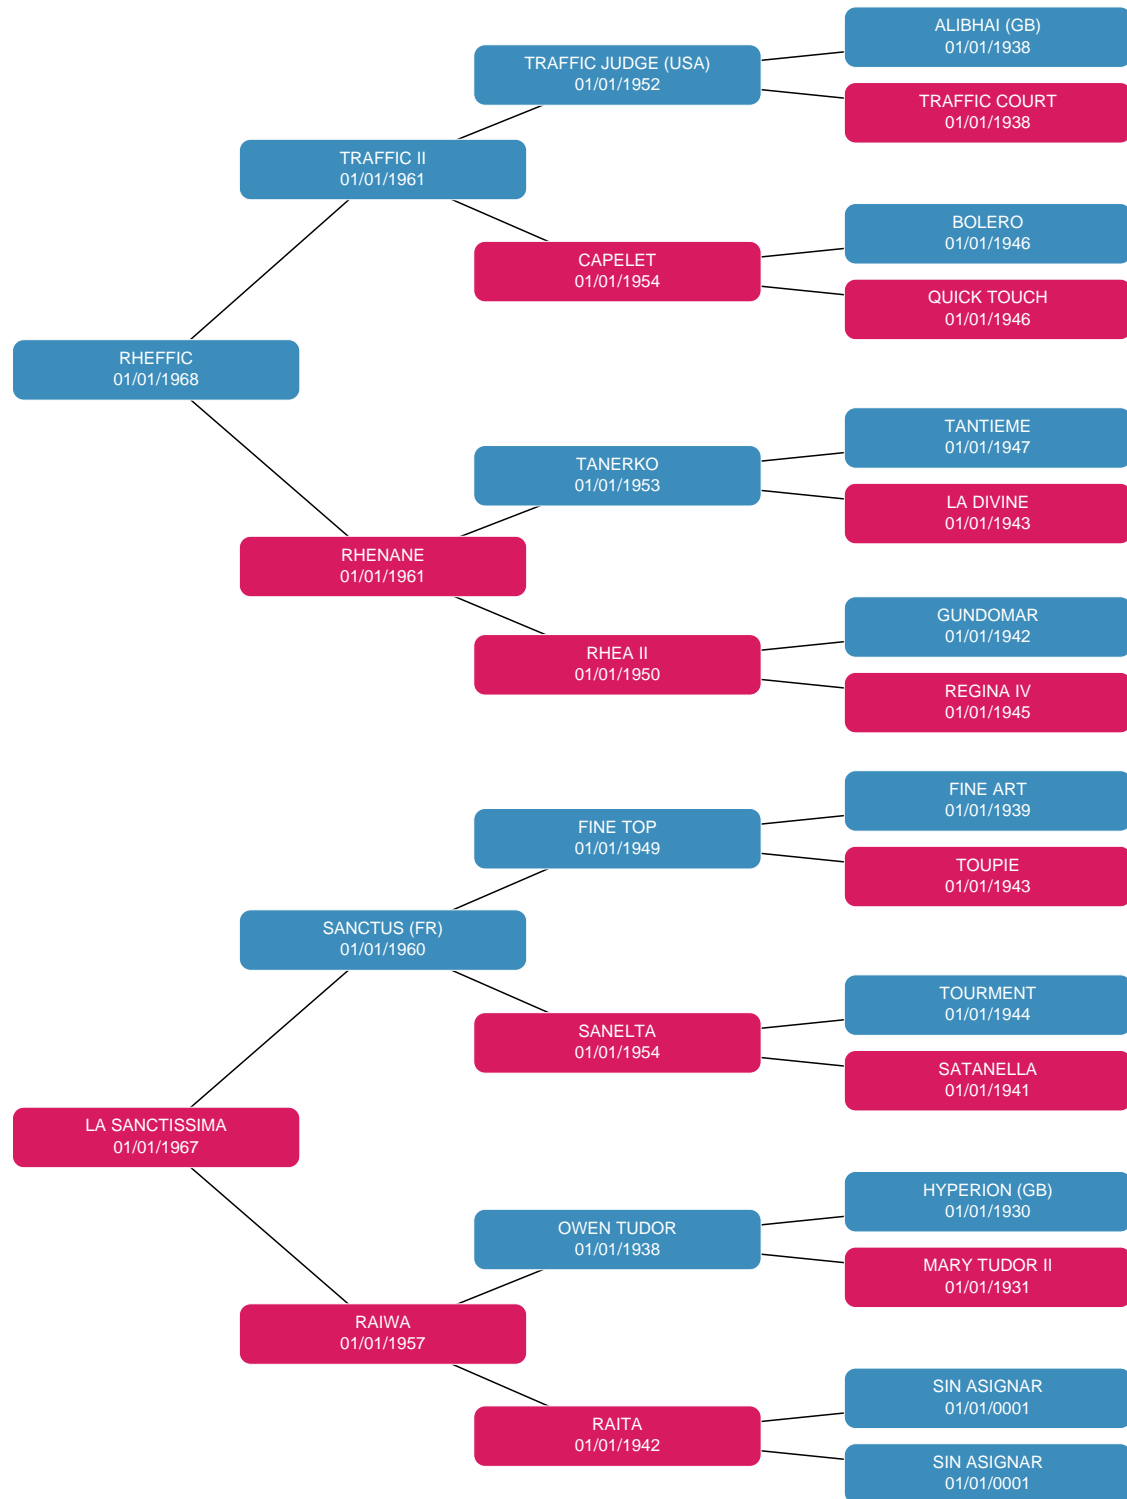 ALIBHAI (GB)
01/01/1938
TRAFFIC JUDGE (USA)
01/01/1952
TRAFFIC COURT
01/01/1938
TRAFFIC II
01/01/1961
BOLERO
01/01/1946
CAPELET
01/01/1954
QUICK TOUCH
01/01/1946
RHEFFIC
01/01/1968
TANTIEME
01/01/1947
TANERKO
01/01/1953
LA DIVINE
01/01/1943
RHENANE
01/01/1961
GUNDOMAR
01/01/1942
RHEA II
01/01/1950
REGINA IV
01/01/1945
FINE ART
01/01/1939
FINE TOP
01/01/1949
TOUPIE
01/01/1943
SANCTUS (FR)
01/01/1960
TOURMENT
01/01/1944
SANELTA
01/01/1954
SATANELLA
01/01/1941
LA SANCTISSIMA
01/01/1967
HYPERION (GB)
01/01/1930
OWEN TUDOR
01/01/1938
MARY TUDOR II
01/01/1931
RAIWA
01/01/1957
SIN ASIGNAR
01/01/0001
RAITA
01/01/1942
SIN ASIGNAR
01/01/0001